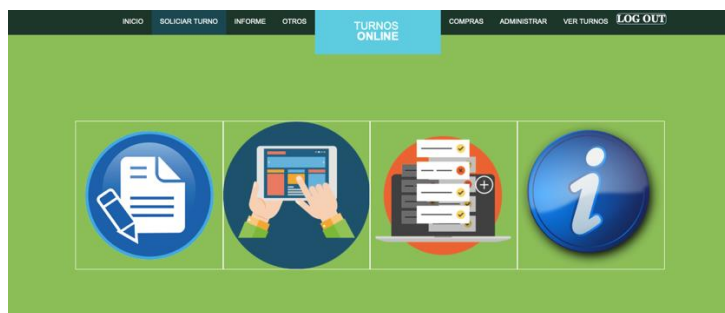 INICIO
SOLICIAR TURNO
INFORME
OTROS
TURNOS
ONLINE
COMPRAS
ADMINISTRAR
VER TURNOS
LOG OUT
i